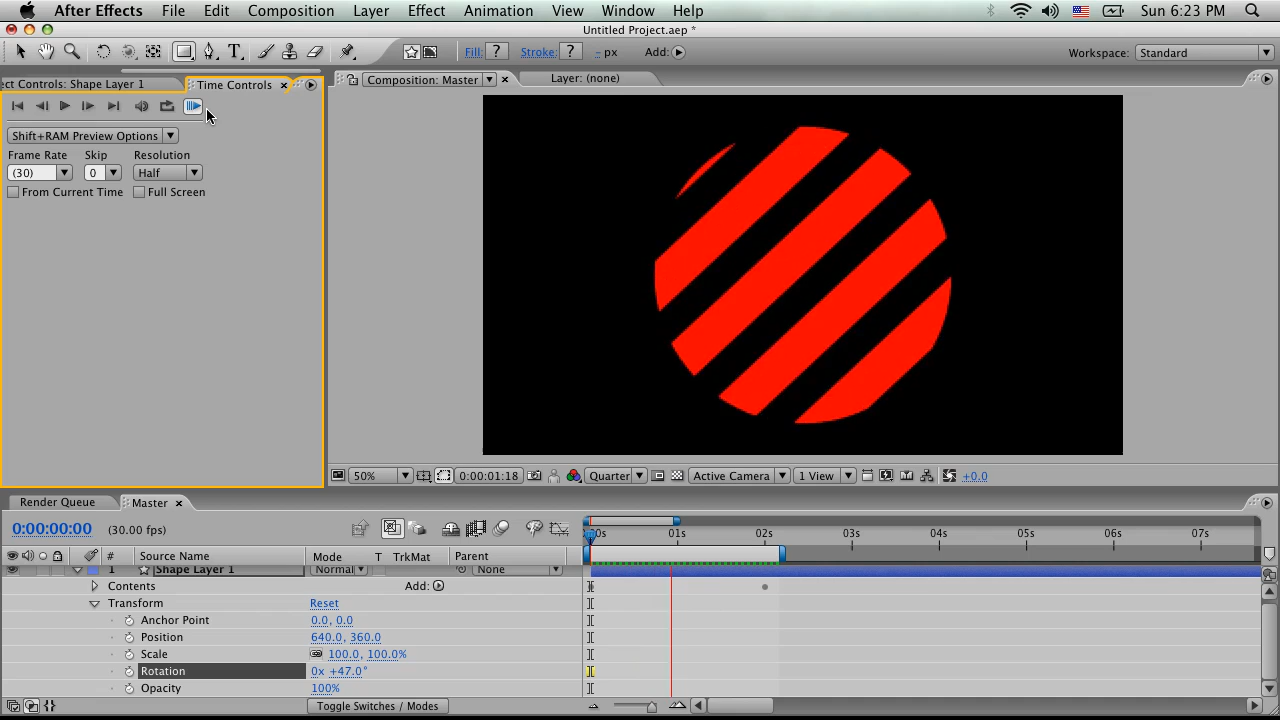 After Effects File Edit Composition Layer Effect Animation View Window Help Sun 6:23 PM
Untitled Project.aep *
T Fill: ? Stroke: ? - px Add: Workspace: Standard
ect Controls: Shape Layer 1 Time Controls × Composition: Master × Layer: (none)
Shift+RAM Preview Options
Frame Rate Skip Resolution
(30) 0 Half
From Current Time Full Screen
50% 0:00:01:18 Quarter Active Camera 1 View +0.0
Render Queue Master ×
0:00:00:00 (30.00 fps) :00s 01s 02s 03s 04s 05s 06s 07s
# Source Name Mode T TrkMat Parent
1 Shape Layer 1 Normal None
Contents Add:
Transform Reset
Anchor Point 0.0, 0.0
Position 640.0, 360.0
Scale 100.0, 100.0%
Rotation 0x +47.0°
Opacity 100%
Toggle Switches / Modes